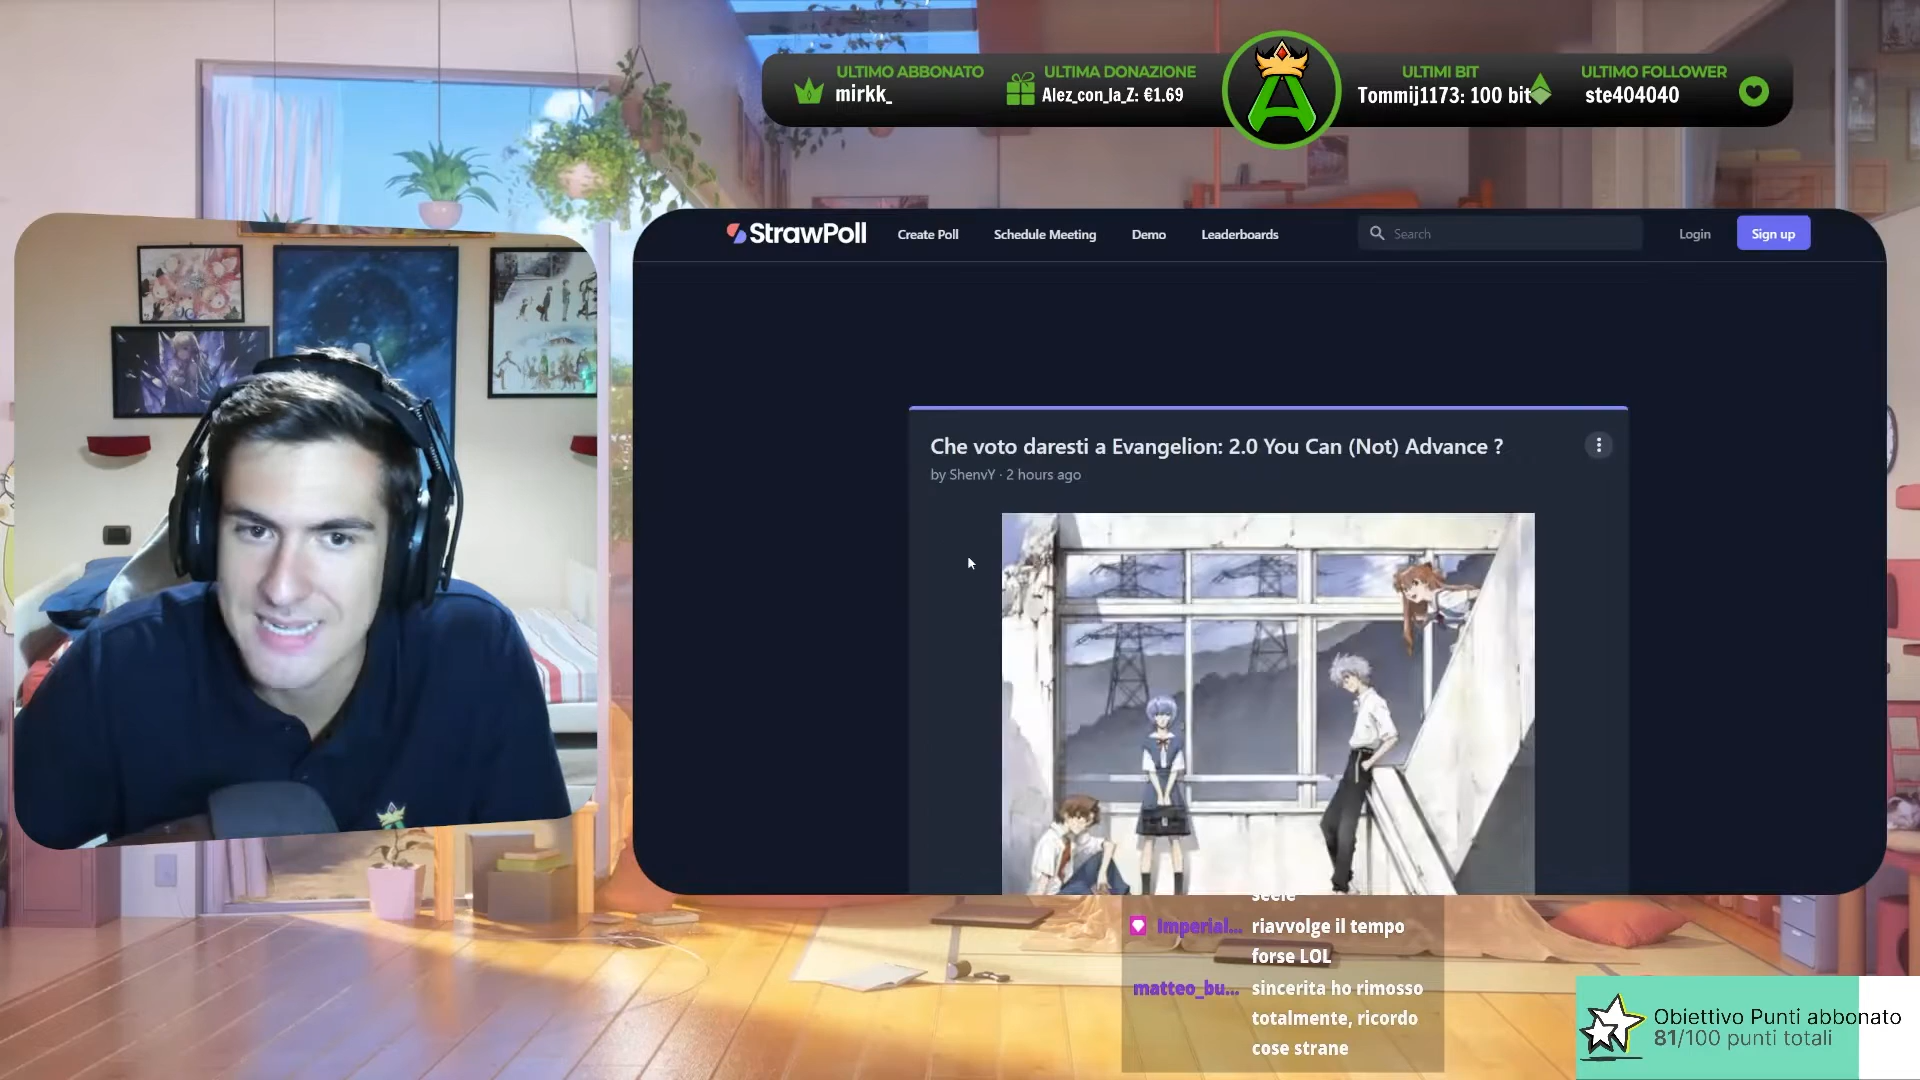 ULTIMO ABBONATO
mirkk_
ULTIMA DONAZIONE
Alez_con_la_Z: €1.69
ULTIMI BIT
Tommij1173: 100 bit
ULTIMO FOLLOWER
ste404040
StrawPoll
Create Poll
Schedule Meeting
Demo
Leaderboards
Search
Login
Sign up
Che voto daresti a Evangelion: 2.0 You Can (Not) Advance ?
by ShenvY · 2 hours ago
Imperial... riavvolge il tempo
forse LOL
matteo_bu... sincerita ho rimosso
totalmente, ricordo
cose strane
Obiettivo Punti abbonato
81/100 punti totali